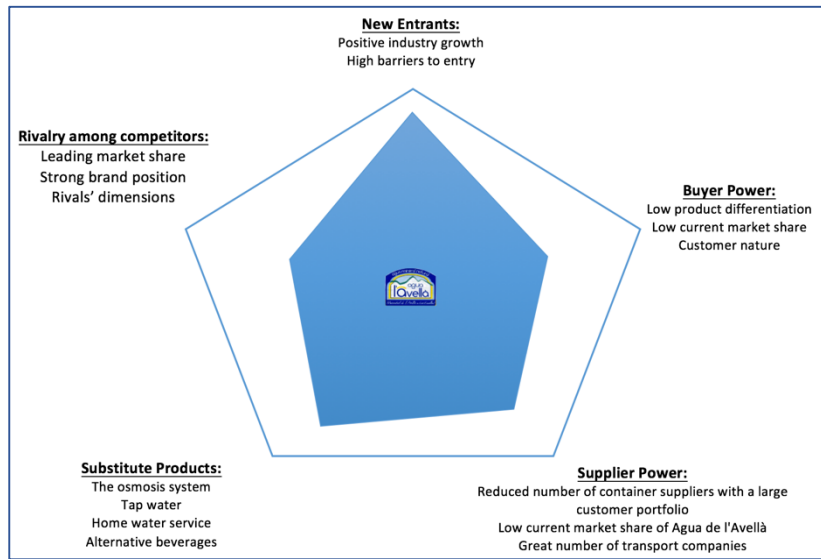 New Entrants:
Positive industry growth
High barriers to entry
Rivalry among competitors:
Leading market share
Strong brand position
Rivals’ dimensions
Buyer Power:
Low product differentiation
Low current market share
Customer nature
agua
l'Avellà
Substitute Products:
The osmosis system
Tap water
Home water service
Alternative beverages
Supplier Power:
Reduced number of container suppliers with a large
customer portfolio
Low current market share of Agua de l'Avellà
Great number of transport companies